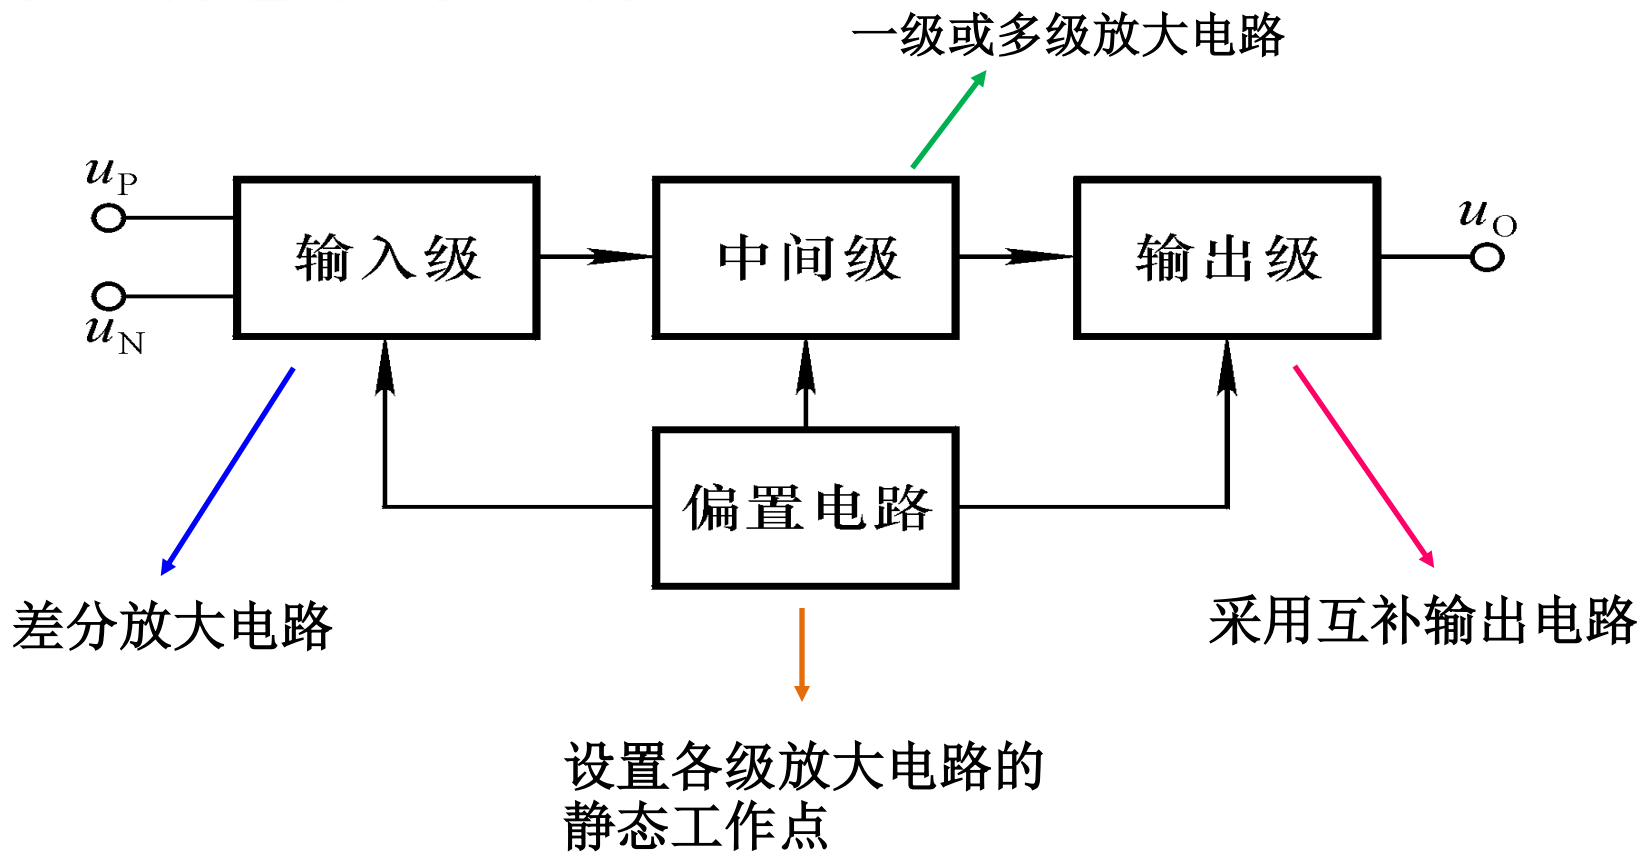 一级或多级放大电路
uP
uN
输入级
中间级
输出级
uO
偏置电路
差分放大电路
采用互补输出电路
设置各级放大电路的
静态工作点